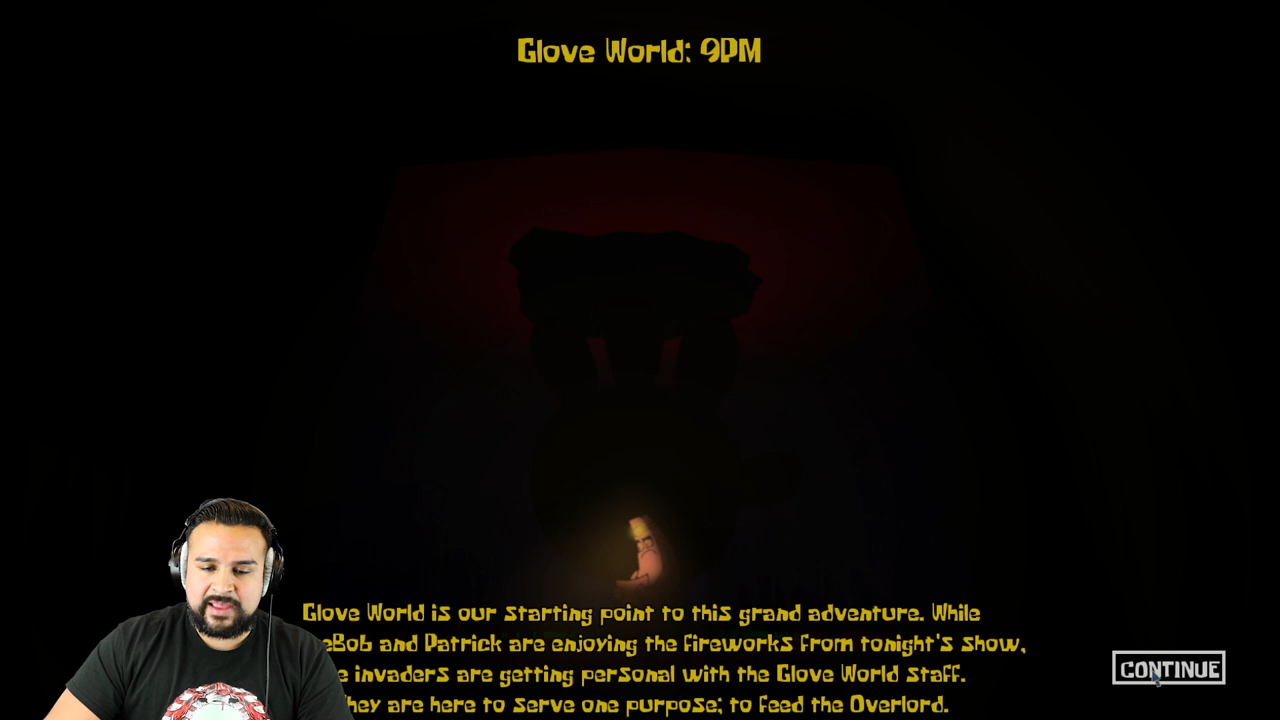 Glove World: 9PM
Glove World is our starting point to this grand adventure. While
eBob and Patrick are enjoying the fireworks from tonight's show,
e invaders are getting personal with the Glove World staff.
hey are here to serve one purpose; to feed the Overlord.
CONTINUE